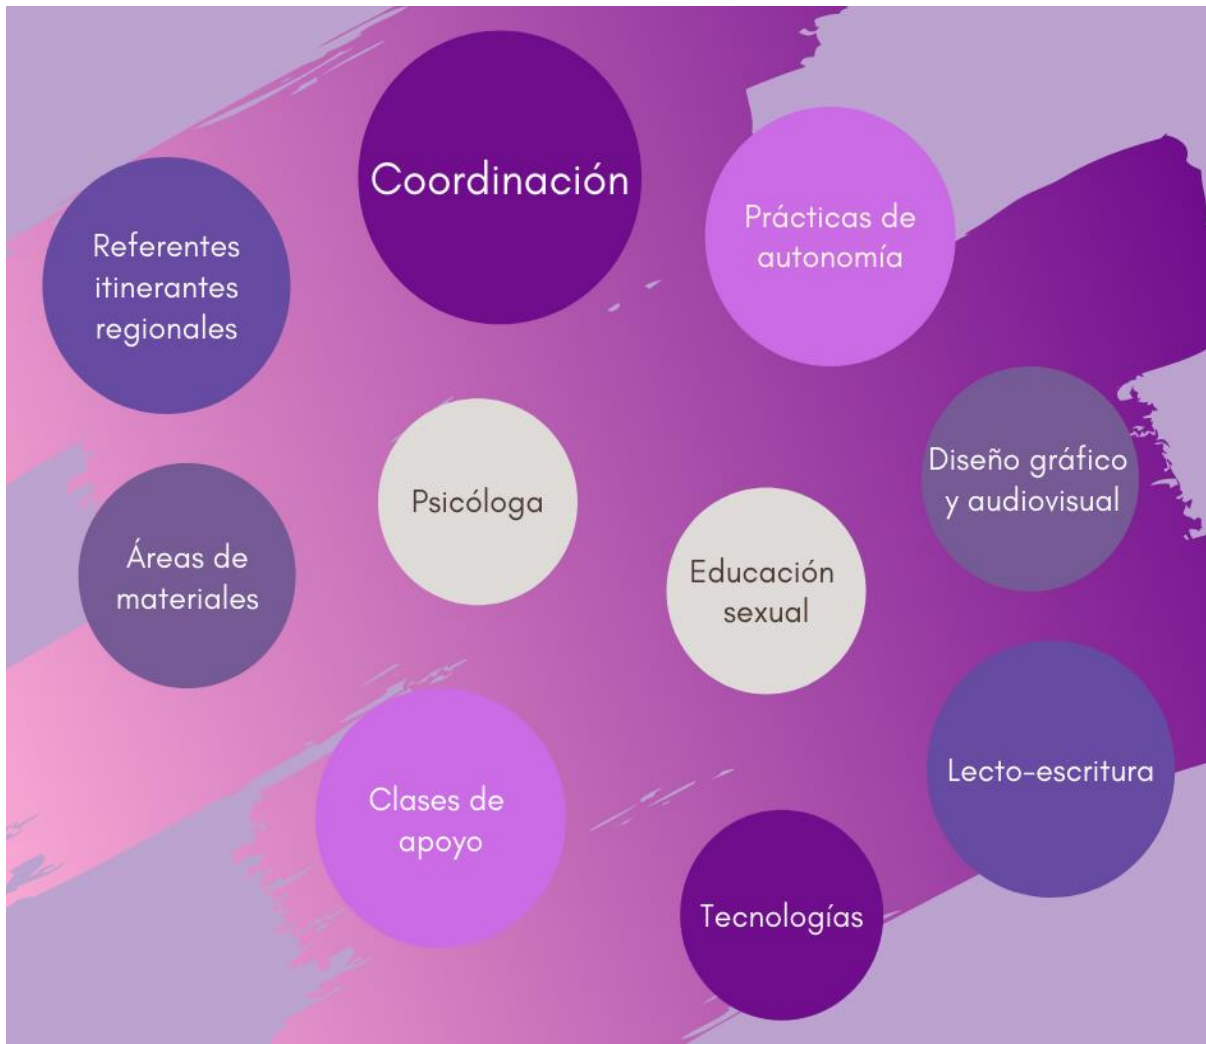 Coordinación
Prácticas de
autonomía
Referentes
itinerantes
regionales
Diseño gráfico
y audiovisual
Psicóloga
Áreas de
materiales
Educación
sexual
Lecto-escritura
Clases de
apoyo
Tecnologías